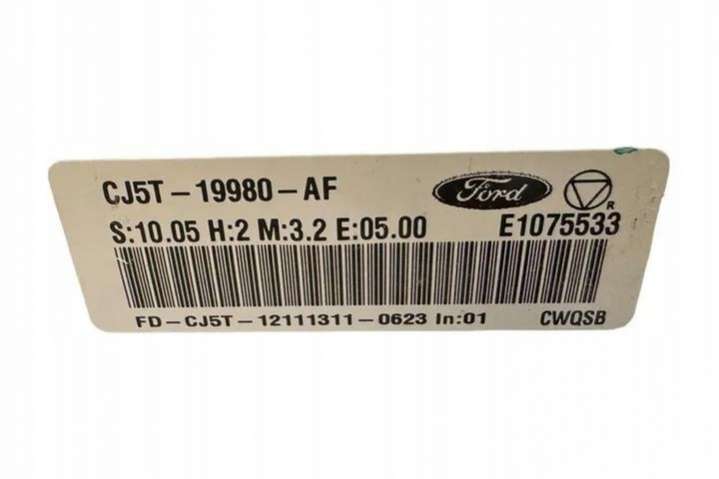 CJ5T-19980-AF Ford R
S:10.05 H:2 M:3.2 E:05.00 E1075533
FD-CJ5T-12111311-0623 In:01 CWQSB